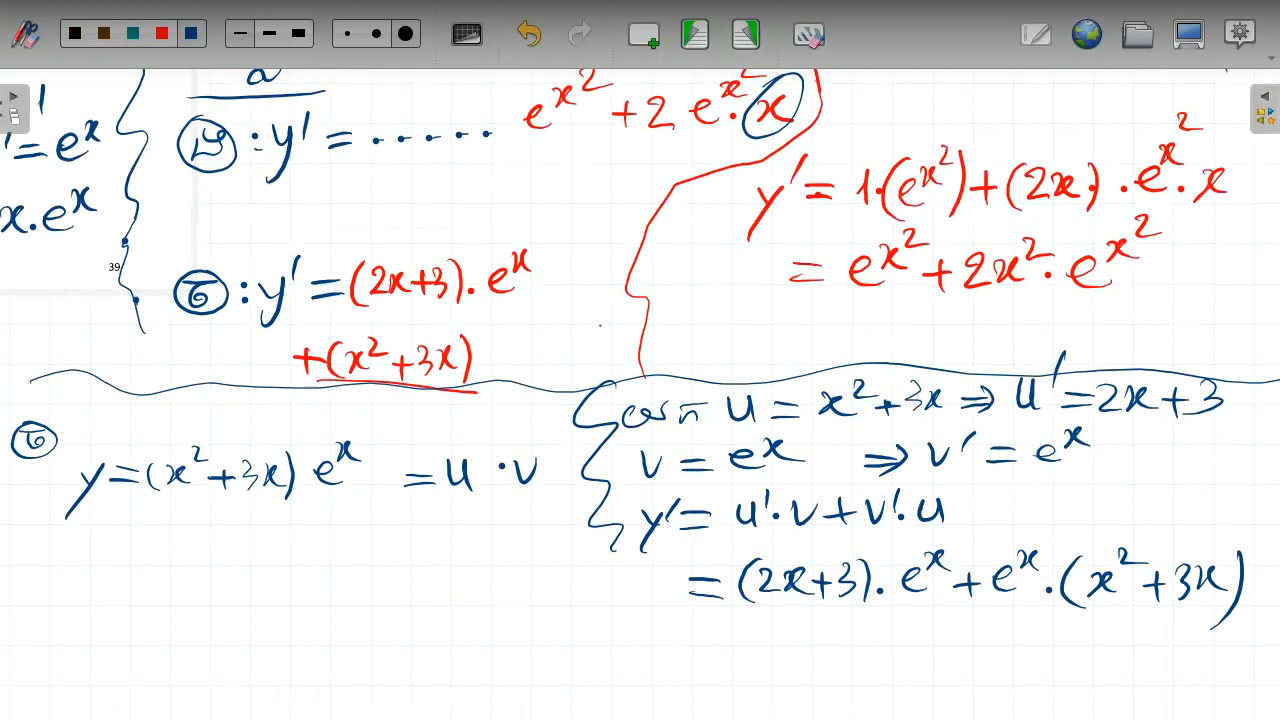 a
y' = ..... e^{x^2} + 2 e^{x^2} · x
' = e^x
x . e^x
y' = 1·(e^{x^2}) + (2x)· · e^{x^2} · x
= e^{x^2} + 2x^2 · e^{x^2}
39
: y' = (2x+3) · e^x
+(x^2 + 3x)
y = (x^2 + 3x) e^x = u · v
u = x^2 + 3x ⇒ u' = 2x + 3
v = e^x ⇒ v' = e^x
y' = u' · v + v' · u
= (2x+3) · e^x + e^x · (x^2 + 3x)